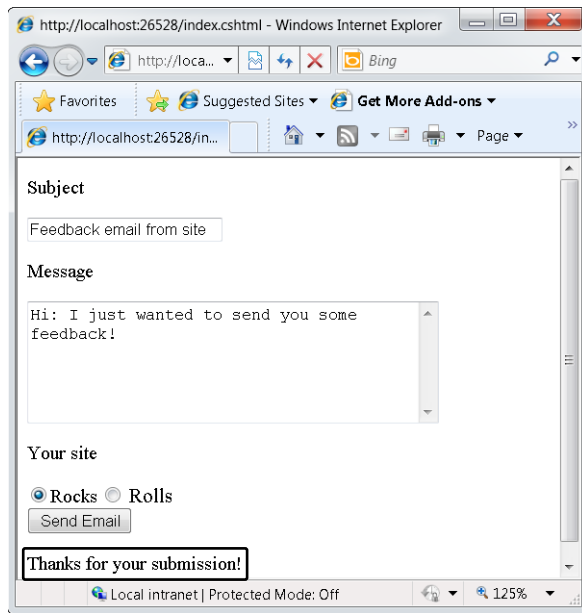 http://localhost:26528/index.cshtml - Windows Internet Explorer
http://loca...
Bing
Favorites
Suggested Sites
Get More Add-ons
http://localhost:26528/in...
Page
»
Subject
Feedback email from site
Message
Hi: I just wanted to send you some
feedback!
Your site
Rocks Rolls
Send Email
Thanks for your submission!
Local intranet | Protected Mode: Off
125%